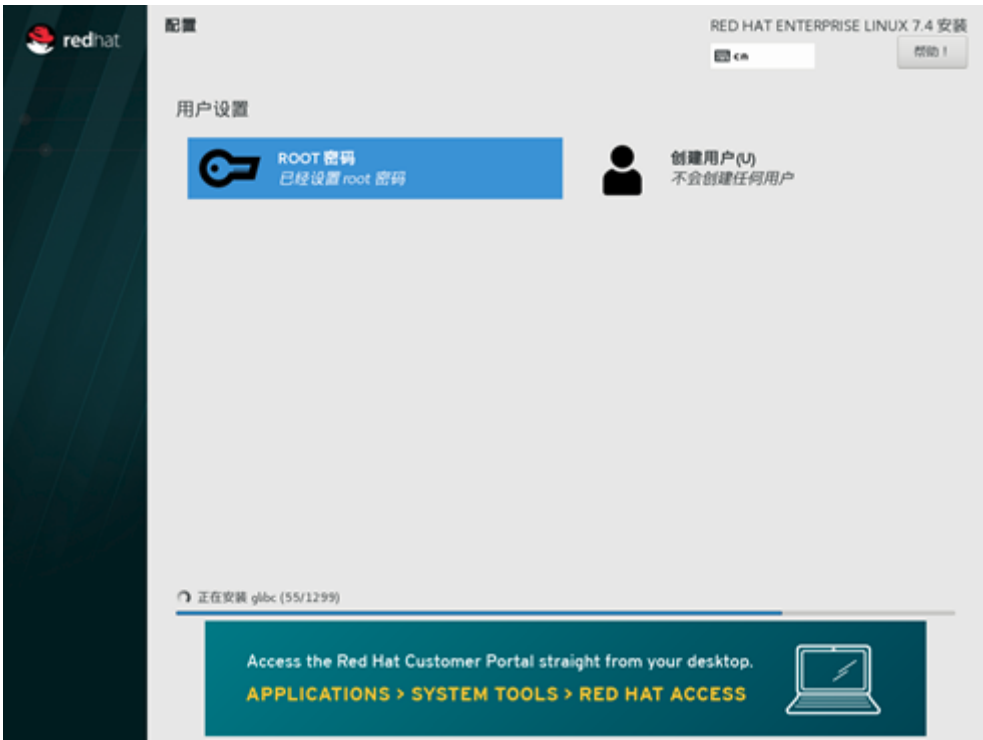 redhat
配置
RED HAT ENTERPRISE LINUX 7.4 安装
cn
帮助！
用户设置
ROOT 密码
已经设置 root 密码
创建用户(U)
不会创建任何用户
正在安装 glibc (55/1299)
Access the Red Hat Customer Portal straight from your desktop.
APPLICATIONS > SYSTEM TOOLS > RED HAT ACCESS